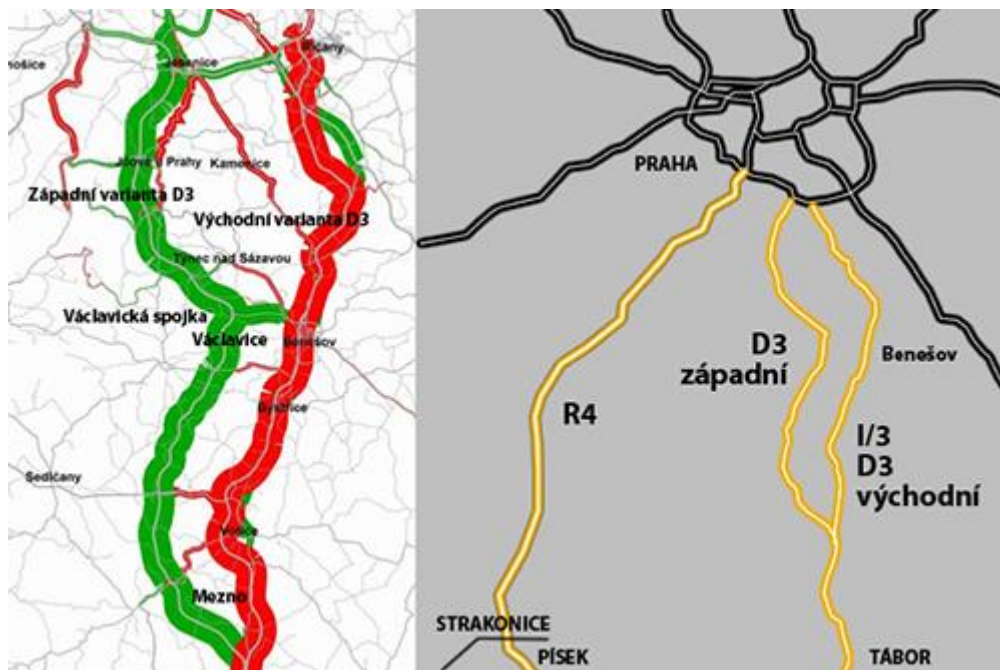 Říčany
Jesenice
Jílové u Prahy
Kamenice
Západní varianta D3
Východní varianta D3
Týnec nad Sázavou
Václavická spojka
Václavice
Benešov
Bystřice
Sedlčany
Votice
Mezno
PRAHA
D3
západní
Benešov
R4
I/3
D3
východní
STRAKONICE
PÍSEK
TÁBOR